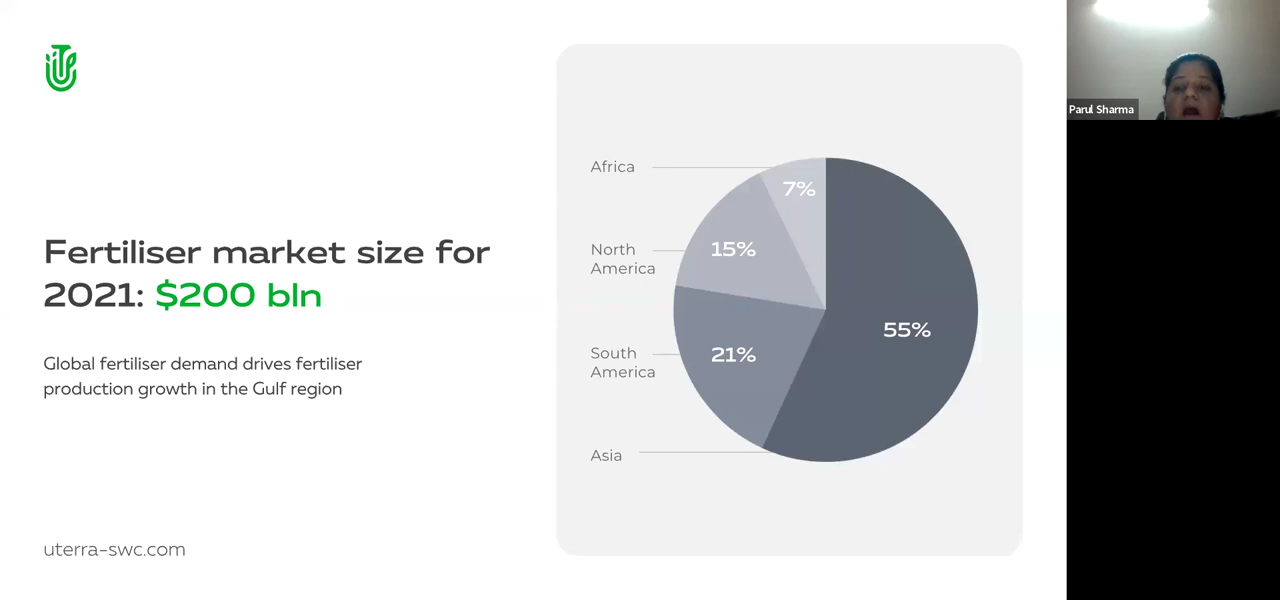 Fertiliser market size for
2021: $200 bln
Global fertiliser demand drives fertiliser
production growth in the Gulf region
uterra-swc.com
Africa
7%
North
America
15%
55%
South
America
21%
Asia
Parul Sharma